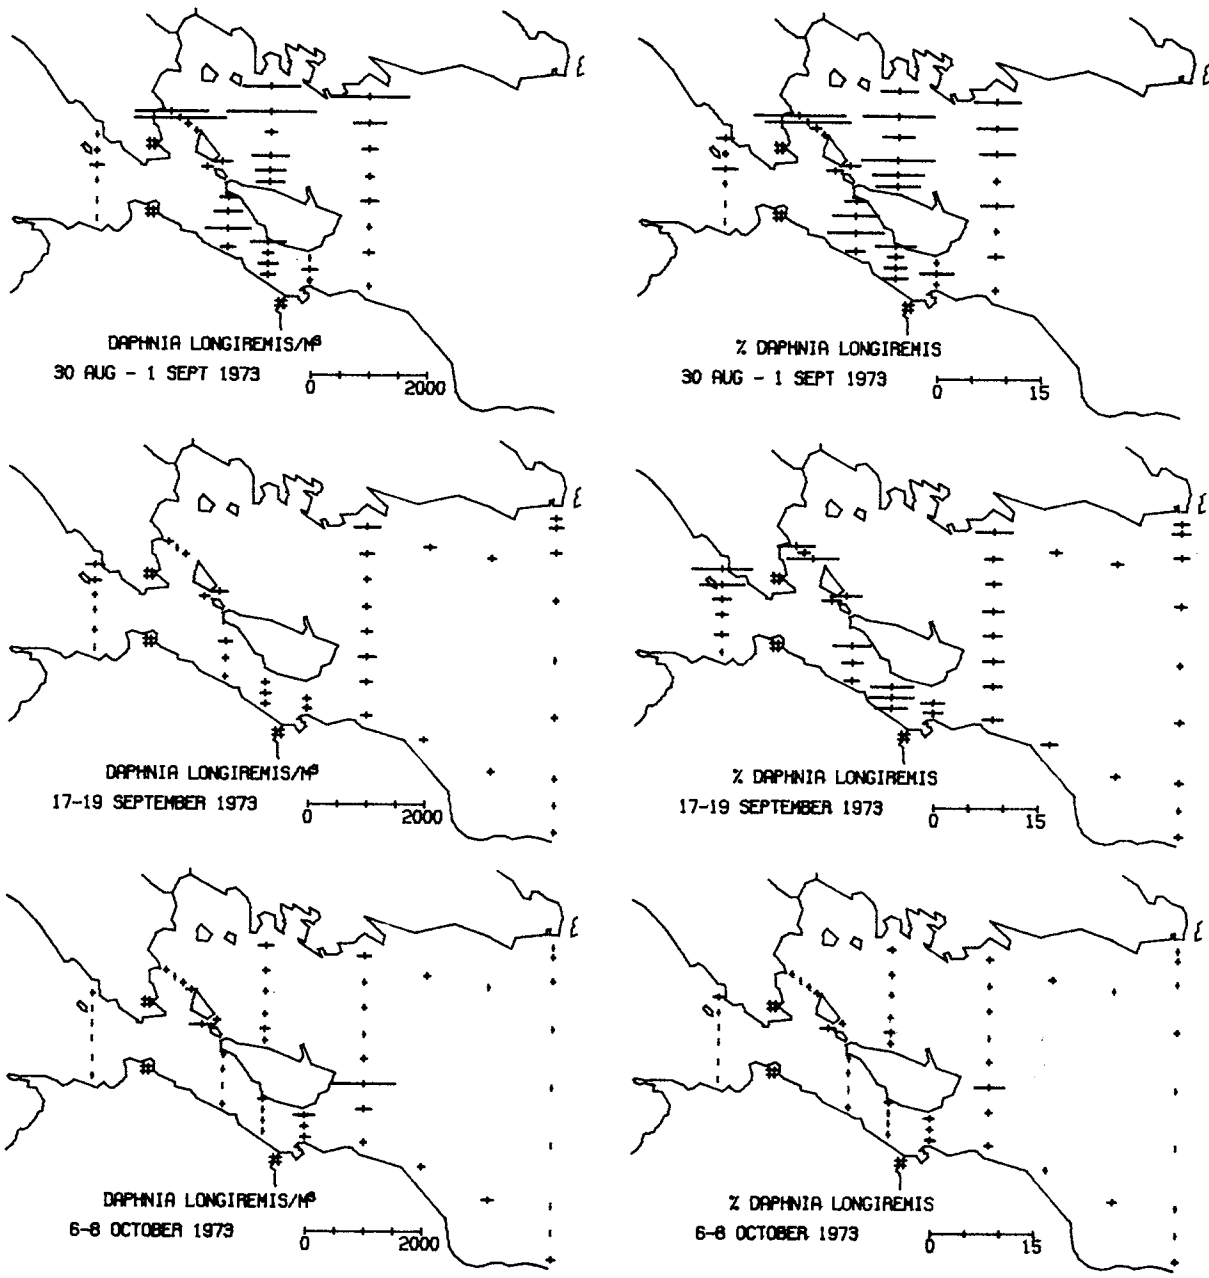 DAPHNIA LONGIREMIS/M³
30 AUG - 1 SEPT 1973
0 2000
% DAPHNIA LONGIREMIS
30 AUG - 1 SEPT 1973
0 15
DAPHNIA LONGIREMIS/M³
17-19 SEPTEMBER 1973
0 2000
% DAPHNIA LONGIREMIS
17-19 SEPTEMBER 1973
0 15
DAPHNIA LONGIREMIS/M³
6-8 OCTOBER 1973
0 2000
% DAPHNIA LONGIREMIS
6-8 OCTOBER 1973
0 15